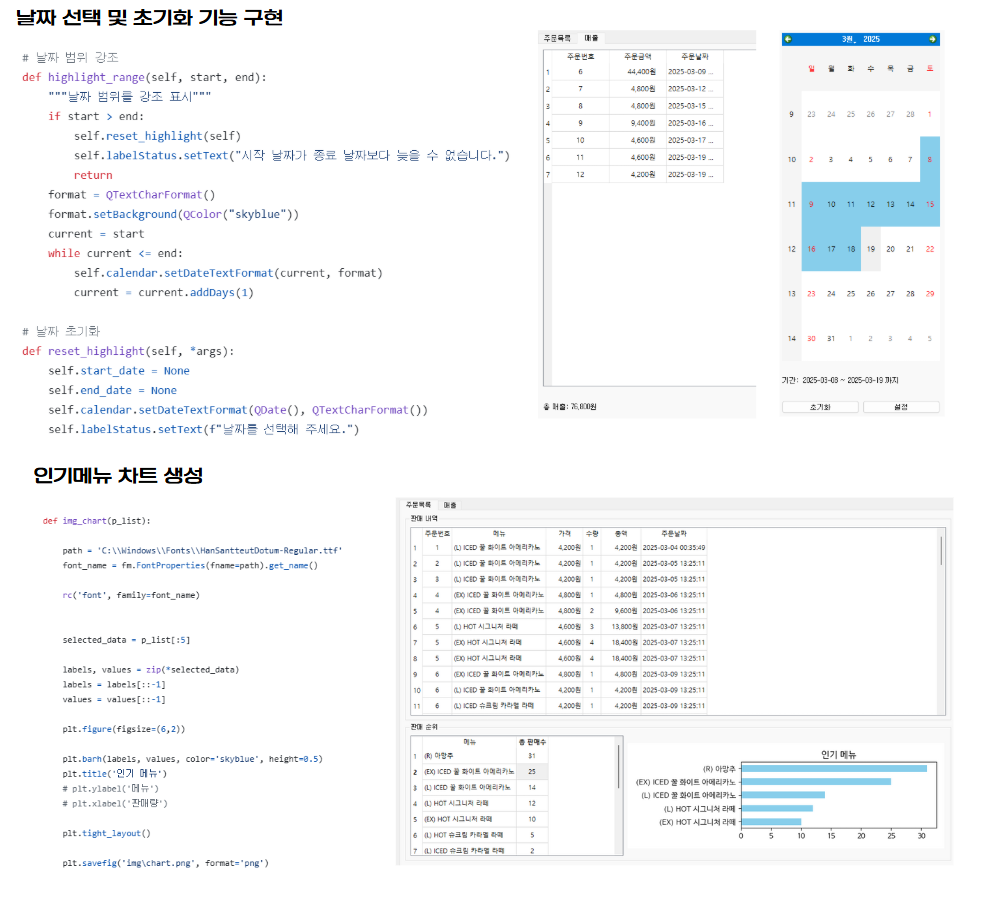 날짜 선택 및 초기화 기능 구현
# 날짜 범위 강조
def highlight_range(self, start, end):
"""날짜 범위를 강조 표시"""
if start > end:
self.reset_highlight(self)
self.labelStatus.setText("시작 날짜가 종료 날짜보다 늦을 수 없습니다.")
return
format = QTextCharFormat()
format.setBackground(QColor("skyblue"))
current = start
while current <= end:
self.calendar.setDateTextFormat(current, format)
current = current.addDays(1)
# 날짜 초기화
def reset_highlight(self, *args):
self.start_date = None
self.end_date = None
self.calendar.setDateTextFormat(QDate(), QTextCharFormat())
self.labelStatus.setText(f"날짜를 선택해 주세요.")
주문목록 매출
주문번호 주문금액 주문날짜
1 6 44,400원 2025-03-09 ...
2 7 4,800원 2025-03-12 ...
3 8 4,800원 2025-03-15 ...
4 9 9,400원 2025-03-16 ...
5 10 4,600원 2025-03-17 ...
6 11 4,600원 2025-03-19 ...
7 12 4,200원 2025-03-19 ...
총 매출: 76,800원
3월, 2025
일 월 화 수 목 금 토
9 23 24 25 26 27 28 1
10 2 3 4 5 6 7 8
11 9 10 11 12 13 14 15
12 16 17 18 19 20 21 22
13 23 24 25 26 27 28 29
14 30 31 1 2 3 4 5
기간: 2025-03-08 ~ 2025-03-19 까지
초기화 설정
인기메뉴 차트 생성
def img_chart(p_list):
path = 'C:\\Windows\\Fonts\\HanSantteutDotum-Regular.ttf'
font_name = fm.FontProperties(fname=path).get_name()
rc('font', family=font_name)
selected_data = p_list[:5]
labels, values = zip(*selected_data)
labels = labels[::-1]
values = values[::-1]
plt.figure(figsize=(6,2))
plt.barh(labels, values, color='skyblue', height=0.5)
plt.title('인기 메뉴')
# plt.ylabel('메뉴')
# plt.xlabel('판매량')
plt.tight_layout()
plt.savefig('img\chart.png', format='png')
주문목록 매출
판매 내역
주문번호 메뉴 가격 수량 총액 주문날짜
1 1 (L) ICED 꿀 화이트 아메리카노 4,200원 1 4,200원 2025-03-04 00:35:49
2 2 (L) ICED 꿀 화이트 아메리카노 4,200원 1 4,200원 2025-03-05 13:25:11
3 3 (L) ICED 꿀 화이트 아메리카노 4,200원 1 4,200원 2025-03-05 13:25:11
4 4 (EX) ICED 꿀 화이트 아메리카노 4,800원 1 4,800원 2025-03-06 13:25:11
5 4 (EX) ICED 꿀 화이트 아메리카노 4,800원 2 9,600원 2025-03-06 13:25:11
6 5 (L) HOT 시그니처 라떼 4,600원 3 13,800원 2025-03-07 13:25:11
7 5 (EX) HOT 시그니처 라떼 4,600원 4 18,400원 2025-03-07 13:25:11
8 5 (EX) HOT 시그니처 라떼 4,600원 4 18,400원 2025-03-07 13:25:11
9 6 (EX) ICED 꿀 화이트 아메리카노 4,800원 1 4,800원 2025-03-09 13:25:11
10 6 (L) ICED 꿀 화이트 아메리카노 4,200원 1 4,200원 2025-03-09 13:25:11
11 6 (L) ICED 슈크림 카라멜 라떼 4,200원 1 4,200원 2025-03-09 13:25:11
판매 순위
메뉴 총 판매수
1 (R) 아망추 31
2 (EX) ICED 꿀 화이트 아메리카노 25
3 (L) ICED 꿀 화이트 아메리카노 14
4 (L) HOT 시그니처 라떼 12
5 (EX) HOT 시그니처 라떼 10
6 (L) HOT 슈크림 카라멜 라떼 5
7 (L) ICED 슈크림 카라멜 라떼 2
인기 메뉴
(R) 아망추
(EX) ICED 꿀 화이트 아메리카노
(L) ICED 꿀 화이트 아메리카노
(L) HOT 시그니처 라떼
(EX) HOT 시그니처 라떼
0 5 10 15 20 25 30